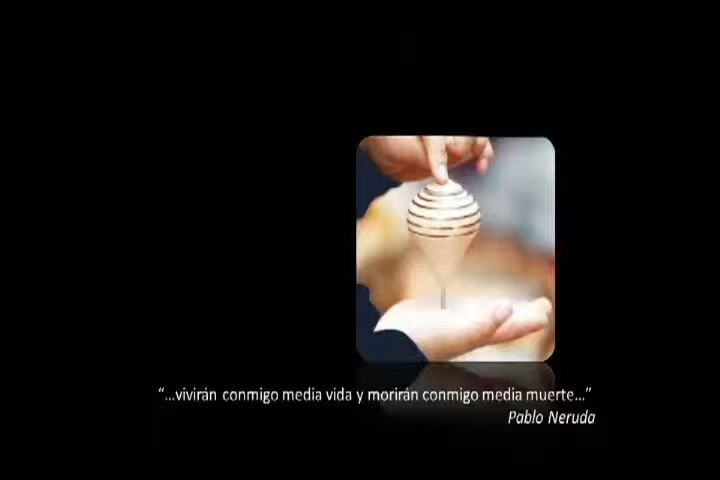 “...vivirán conmigo media vida y morirán conmigo media muerte...”
Pablo Neruda